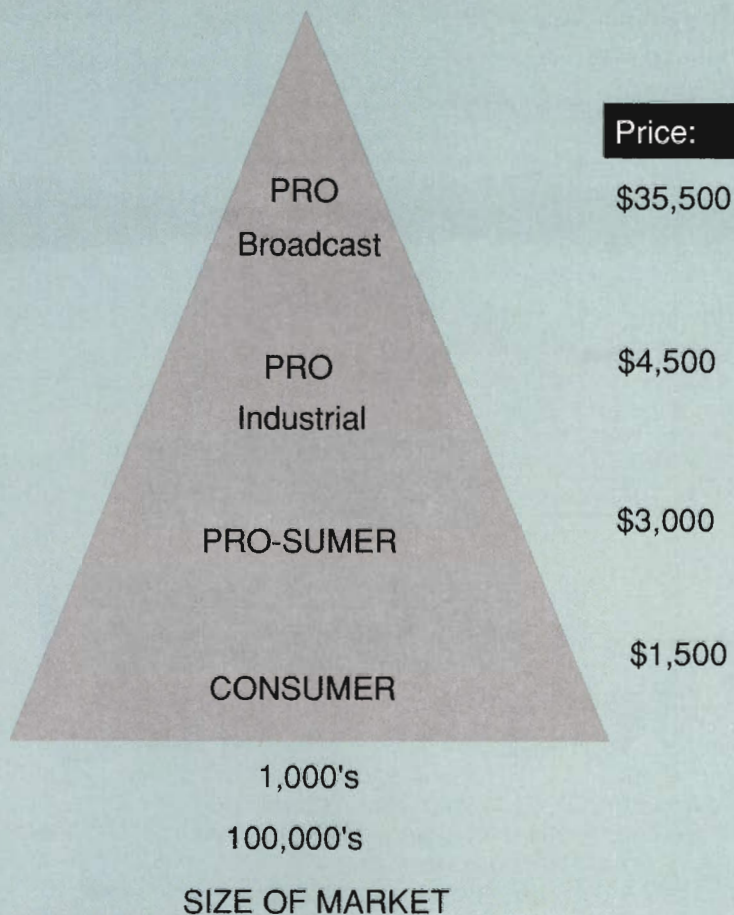 Price:
PRO
Broadcast
$35,500
PRO
Industrial
$4,500
PRO-SUMER
$3,000
CONSUMER
$1,500
1,000's
100,000's
SIZE OF MARKET